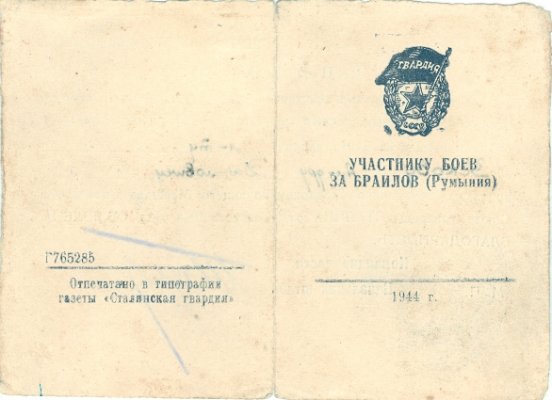 Г765285
Отпечатано в типографии
газеты «Сталинская гвардия»
ГВАРДИЯ
СССР
УЧАСТНИКУ БОЕВ
ЗА БРАИЛОВ (Румыния)
1944 г.